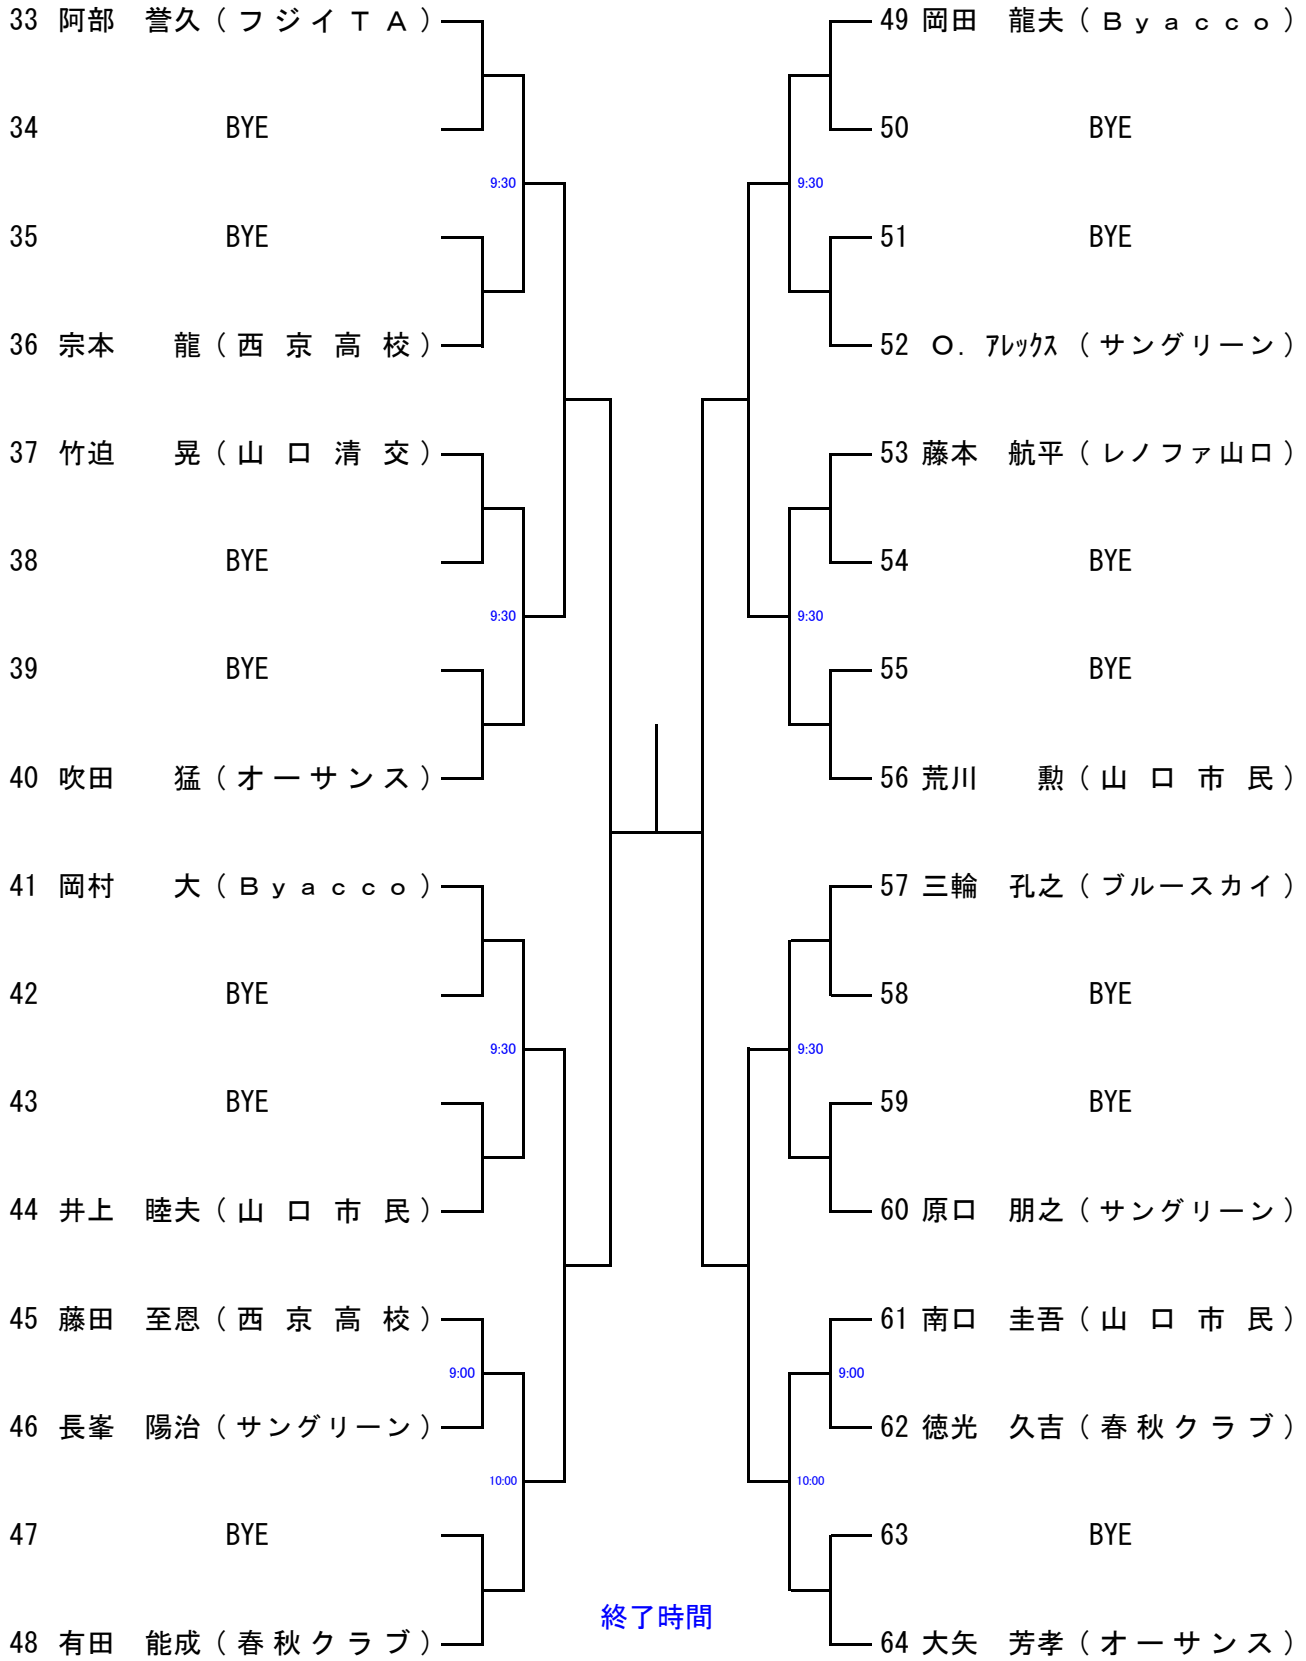 33 阿部　誉久（フジイＴＡ）
34 BYE
9:30
35 BYE
36 宗本　龍（西京高校）
37 竹迫　晃（山口清交）
38 BYE
9:30
39 BYE
40 吹田　猛（オーサンス）
41 岡村　大（Ｂｙａｃｃｏ）
42 BYE
9:30
43 BYE
44 井上　睦夫（山口市民）
45 藤田　至恩（西京高校）
9:00
46 長峯　陽治（サングリーン）
10:00
47 BYE
48 有田　能成（春秋クラブ）
49 岡田　龍夫（Ｂｙａｃｃｏ）
50 BYE
9:30
51 BYE
52 Ｏ．ｱﾚｯｸｽ（サングリーン）
53 藤本　航平（レノファ山口）
54 BYE
9:30
55 BYE
56 荒川　勲（山口市民）
57 三輪　孔之（ブルースカイ）
58 BYE
9:30
59 BYE
60 原口　朋之（サングリーン）
61 南口　圭吾（山口市民）
9:00
62 徳光　久吉（春秋クラブ）
10:00
63 BYE
64 大矢　芳孝（オーサンス）
終了時間